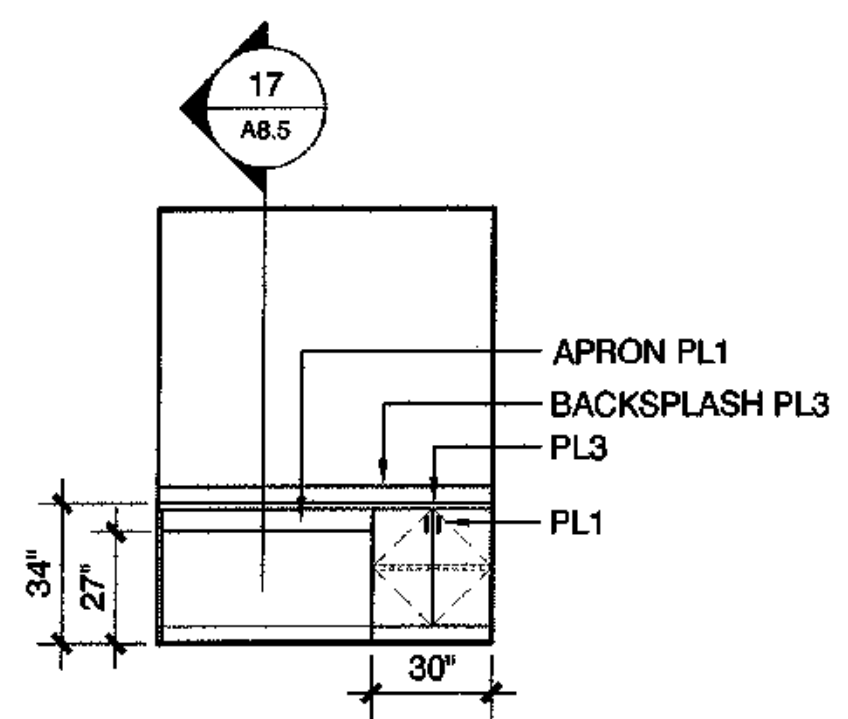 17
A8.5
APRON PL1
BACKSPLASH PL3
PL3
PL1
34"
27"
30"